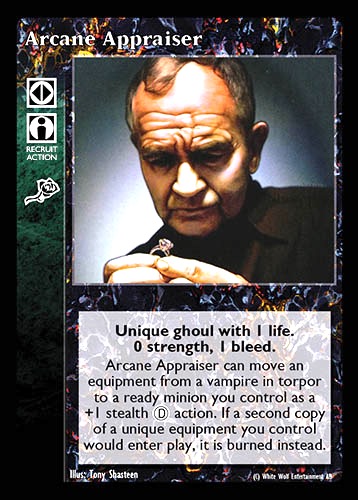 Arcane Appraiser
RECRUIT
ACTION
Unique ghoul with 1 life.
0 strength, 1 bleed.
Arcane Appraiser can move an
equipment from a vampire in torpor
to a ready minion you control as a
+1 stealth Ⓓ action. If a second copy
of a unique equipment you control
would enter play, it is burned instead.
Illus: Tony Shasteen
(C) White Wolf Entertainment AB